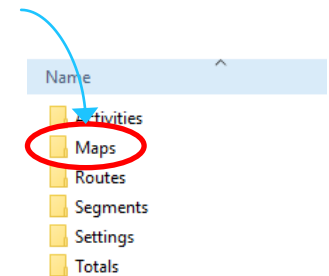 Name
Activities
Maps
Routes
Segments
Settings
Totals